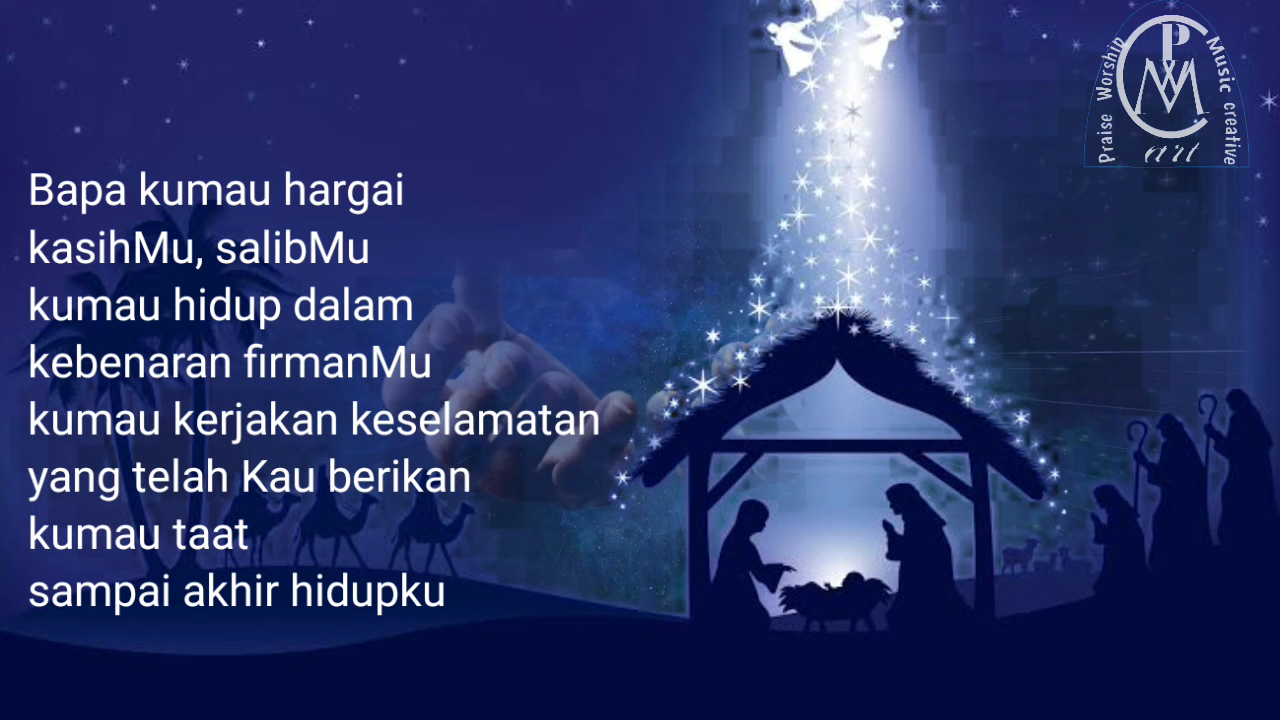 Praise Worship
Music creative
PWMC
art
Bapa kumau hargai
kasihMu, salibMu
kumau hidup dalam
kebenaran firmanMu
kumau kerjakan keselamatan
yang telah Kau berikan
kumau taat
sampai akhir hidupku